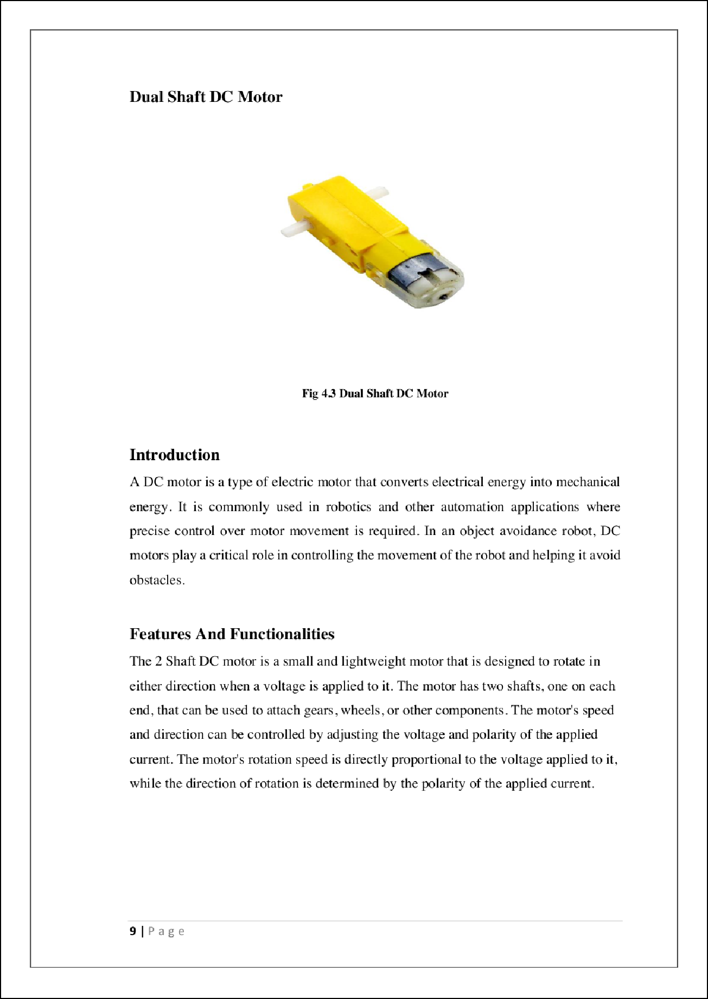 Dual Shaft DC Motor
Fig 4.3 Dual Shaft DC Motor
Introduction
A DC motor is a type of electric motor that converts electrical energy into mechanical
energy. It is commonly used in robotics and other automation applications where
precise control over motor movement is required. In an object avoidance robot, DC
motors play a critical role in controlling the movement of the robot and helping it avoid
obstacles.
Features And Functionalities
The 2 Shaft DC motor is a small and lightweight motor that is designed to rotate in
either direction when a voltage is applied to it. The motor has two shafts, one on each
end, that can be used to attach gears, wheels, or other components. The motor's speed
and direction can be controlled by adjusting the voltage and polarity of the applied
current. The motor's rotation speed is directly proportional to the voltage applied to it,
while the direction of rotation is determined by the polarity of the applied current.
9 | P a g e